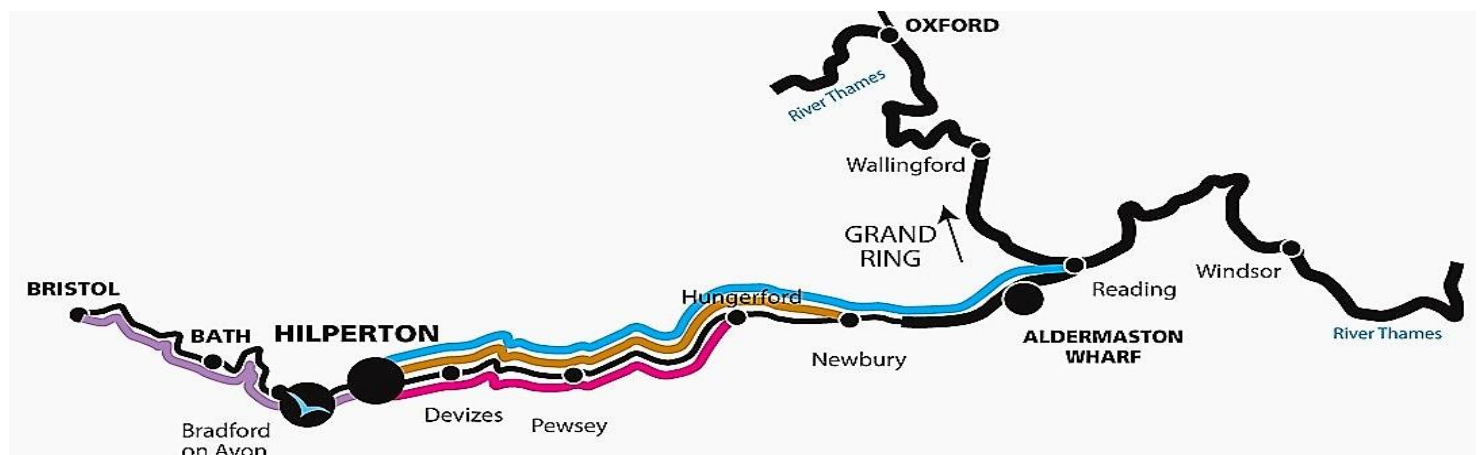 OXFORD
River Thames
Wallingford
GRAND
RING
Windsor
Reading
River Thames
BRISTOL
Hungerford
BATH
HILPERTON
ALDERMASTON
WHARF
Newbury
Devizes
Pewsey
Bradford
on Avon